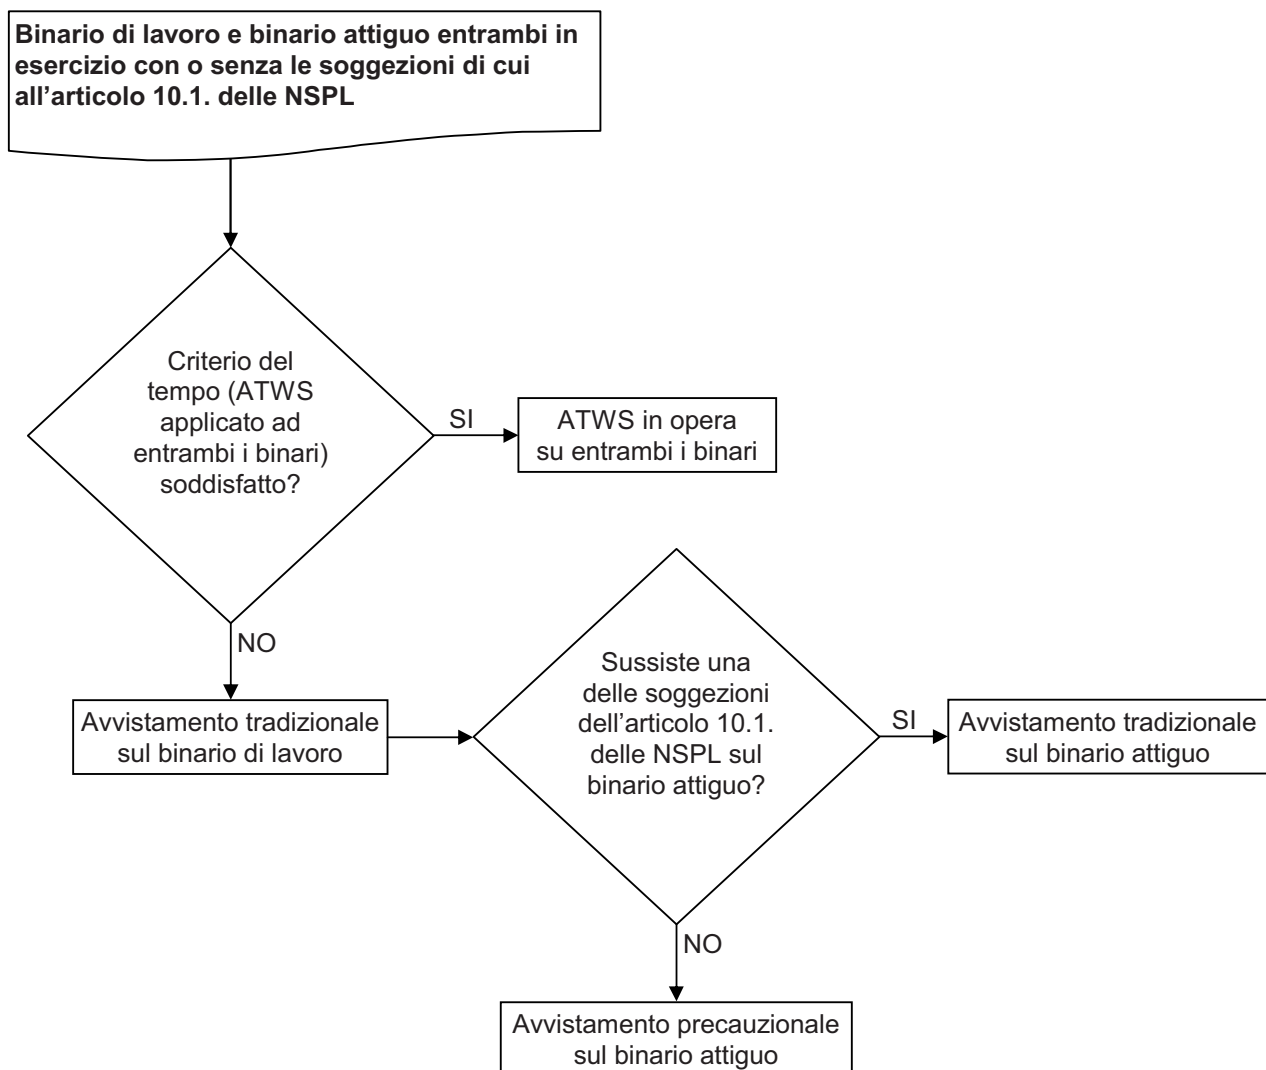 Binario di lavoro e binario attiguo entrambi in
esercizio con o senza le soggezioni di cui
all’articolo 10.1. delle NSPL
Criterio del
tempo (ATWS
applicato ad
entrambi i binari)
soddisfatto?
SI
ATWS in opera
su entrambi i binari
NO
Avvistamento tradizionale
sul binario di lavoro
Sussiste una
delle soggezioni
dell’articolo 10.1.
delle NSPL sul
binario attiguo?
SI
Avvistamento tradizionale
sul binario attiguo
NO
Avvistamento precauzionale
sul binario attiguo